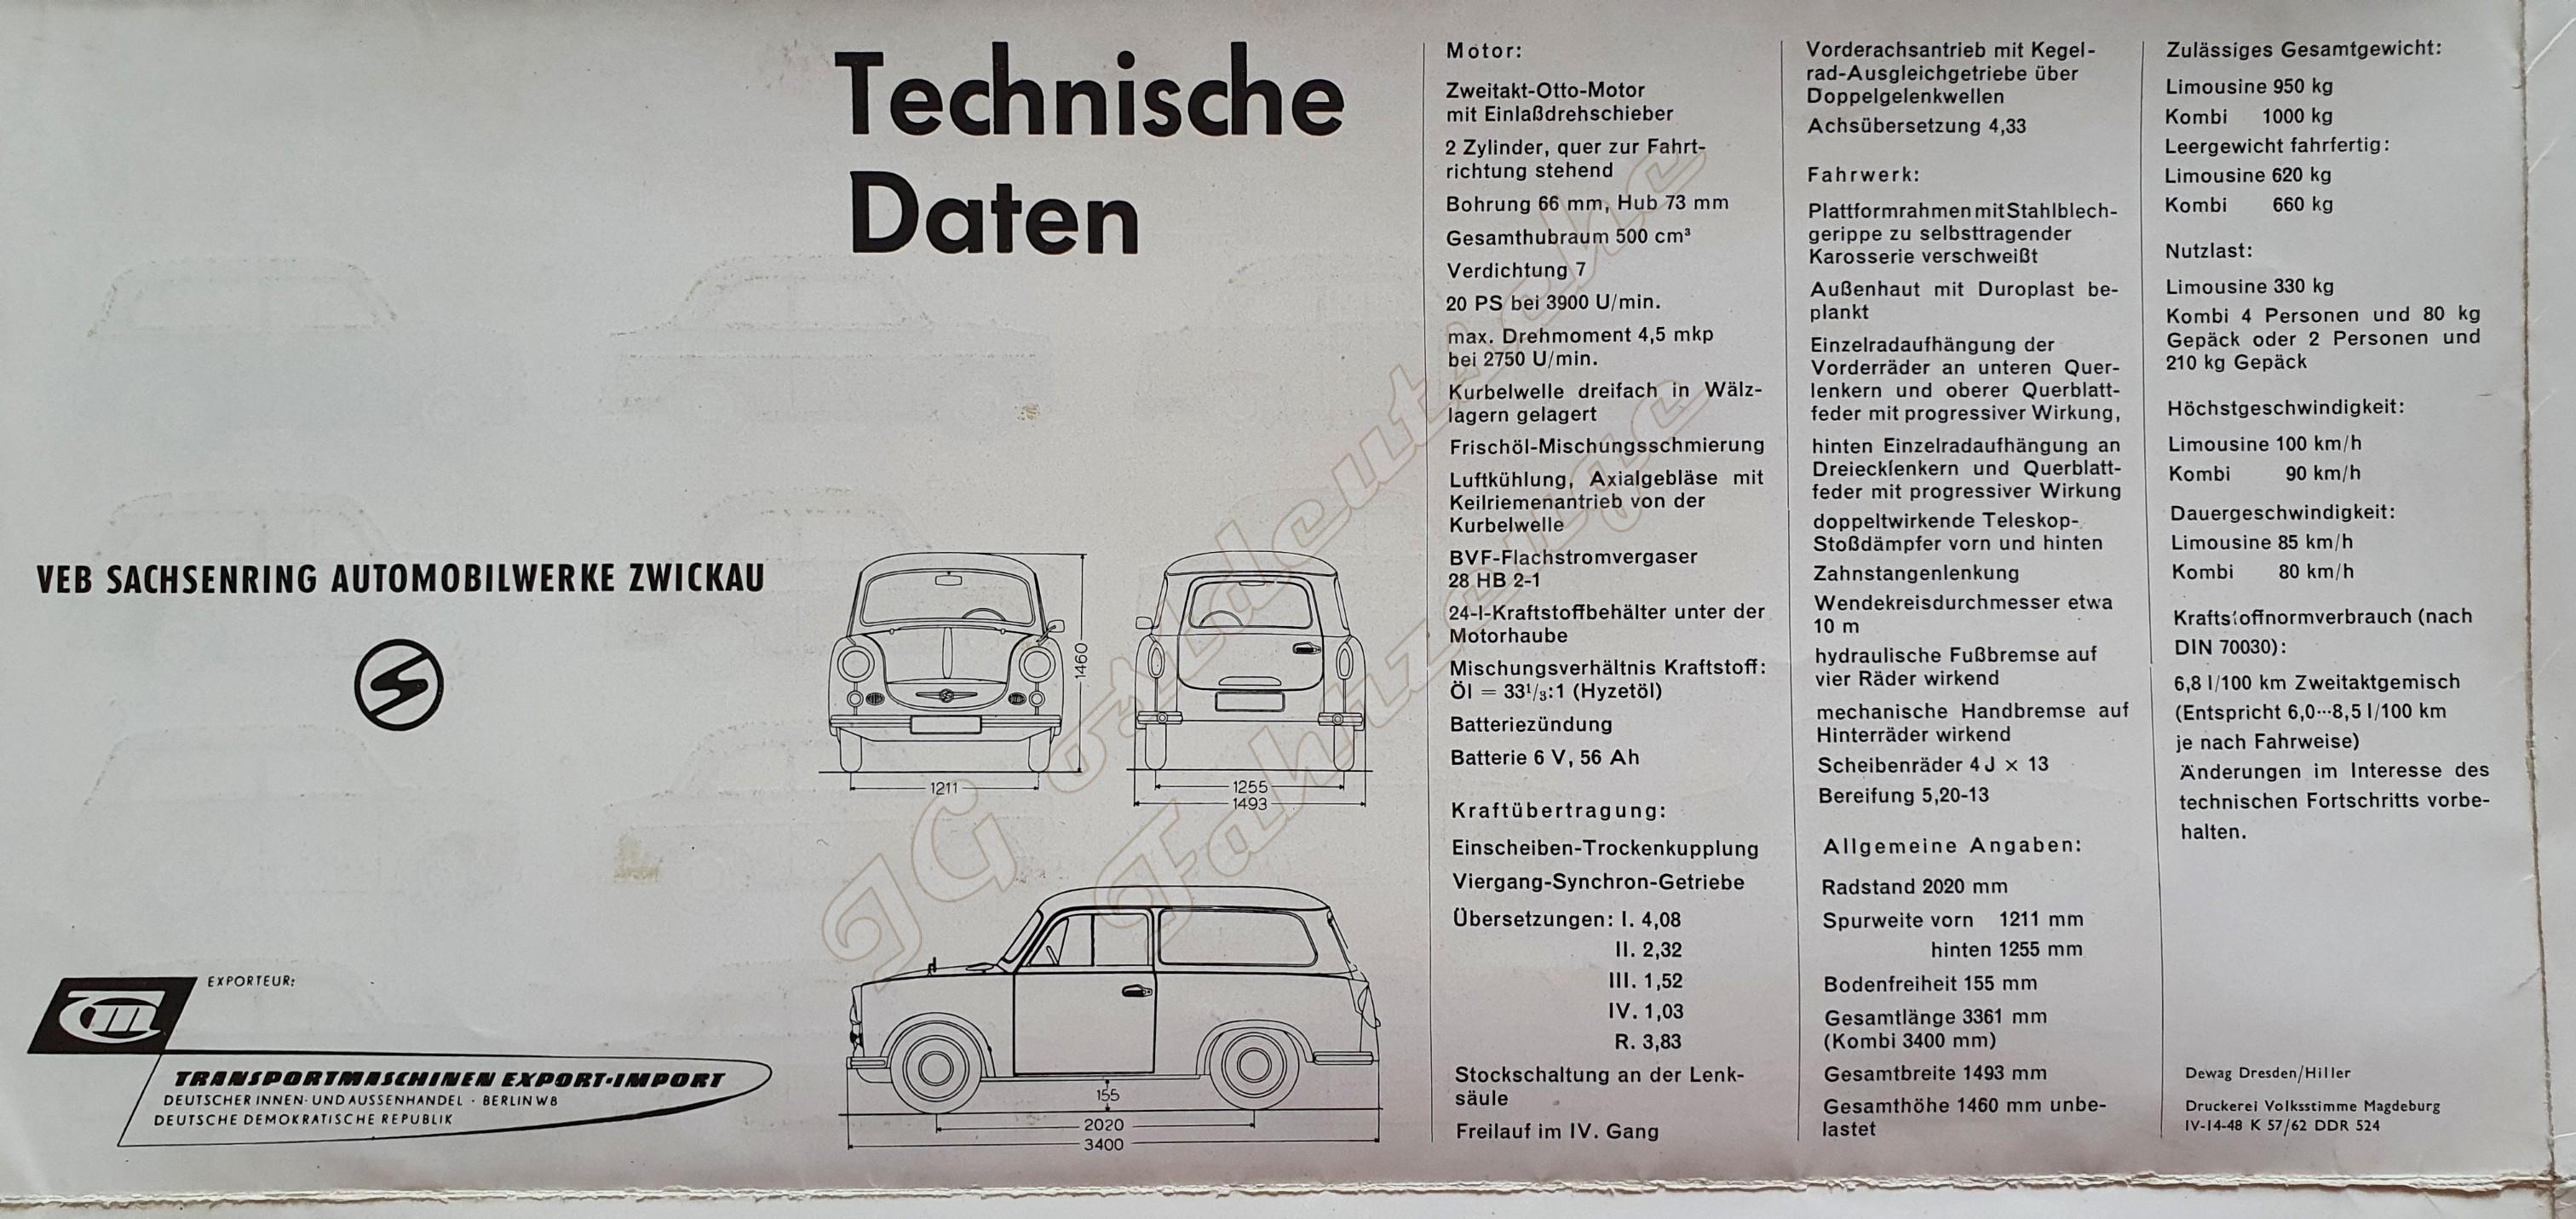 Technische
Daten
VEB SACHSENRING AUTOMOBILWERKE ZWICKAU
S
EXPORTEUR:
TRANSPORTMASCHINEN EXPORT-IMPORT
DEUTSCHER INNEN- UND AUSSENHANDEL · BERLIN W8
DEUTSCHE DEMOKRATISCHE REPUBLIK
1460
1211
1255
1493
155
2020
3400
IG ostdeutsche
Fahrzeuge
Motor:
Zweitakt-Otto-Motor
mit Einlaßdrehschieber
2 Zylinder, quer zur Fahrt-
richtung stehend
Bohrung 66 mm, Hub 73 mm
Gesamthubraum 500 cm³
Verdichtung 7
20 PS bei 3900 U/min.
max. Drehmoment 4,5 mkp
bei 2750 U/min.
Kurbelwelle dreifach in Wälz-
lagern gelagert
Frischöl-Mischungsschmierung
Luftkühlung, Axialgebläse mit
Keilriemenantrieb von der
Kurbelwelle
BVF-Flachstromvergaser
28 HB 2-1
24-l-Kraftstoffbehälter unter der
Motorhaube
Mischungsverhältnis Kraftstoff:
Öl = 33¹/₃:1 (Hyzetöl)
Batteriezündung
Batterie 6 V, 56 Ah
Kraftübertragung:
Einscheiben-Trockenkupplung
Viergang-Synchron-Getriebe
Übersetzungen: I. 4,08
II. 2,32
III. 1,52
IV. 1,03
R. 3,83
Stockschaltung an der Lenk-
säule
Freilauf im IV. Gang
Vorderachsantrieb mit Kegel-
rad-Ausgleichgetriebe über
Doppelgelenkwellen
Achsübersetzung 4,33
Fahrwerk:
Plattformrahmen mit Stahlblech-
gerippe zu selbsttragender
Karosserie verschweißt
Außenhaut mit Duroplast be-
plankt
Einzelradaufhängung der
Vorderräder an unteren Quer-
lenkern und oberer Querblatt-
feder mit progressiver Wirkung,
hinten Einzelradaufhängung an
Dreiecklenkern und Querblatt-
feder mit progressiver Wirkung
doppeltwirkende Teleskop-
Stoßdämpfer vorn und hinten
Zahnstangenlenkung
Wendekreisdurchmesser etwa
10 m
hydraulische Fußbremse auf
vier Räder wirkend
mechanische Handbremse auf
Hinterräder wirkend
Scheibenräder 4 J × 13
Bereifung 5,20-13
Allgemeine Angaben:
Radstand 2020 mm
Spurweite vorn 1211 mm
hinten 1255 mm
Bodenfreiheit 155 mm
Gesamtlänge 3361 mm
(Kombi 3400 mm)
Gesamtbreite 1493 mm
Gesamthöhe 1460 mm unbe-
lastet
Zulässiges Gesamtgewicht:
Limousine 950 kg
Kombi 1000 kg
Leergewicht fahrfertig:
Limousine 620 kg
Kombi 660 kg
Nutzlast:
Limousine 330 kg
Kombi 4 Personen und 80 kg
Gepäck oder 2 Personen und
210 kg Gepäck
Höchstgeschwindigkeit:
Limousine 100 km/h
Kombi 90 km/h
Dauergeschwindigkeit:
Limousine 85 km/h
Kombi 80 km/h
Kraftstoffnormverbrauch (nach
DIN 70030):
6,8 l/100 km Zweitaktgemisch
(Entspricht 6,0···8,5 l/100 km
je nach Fahrweise)
Änderungen im Interesse des
technischen Fortschritts vorbe-
halten.
Dewag Dresden/Hiller
Druckerei Volksstimme Magdeburg
IV-14-48 K 57/62 DDR 524